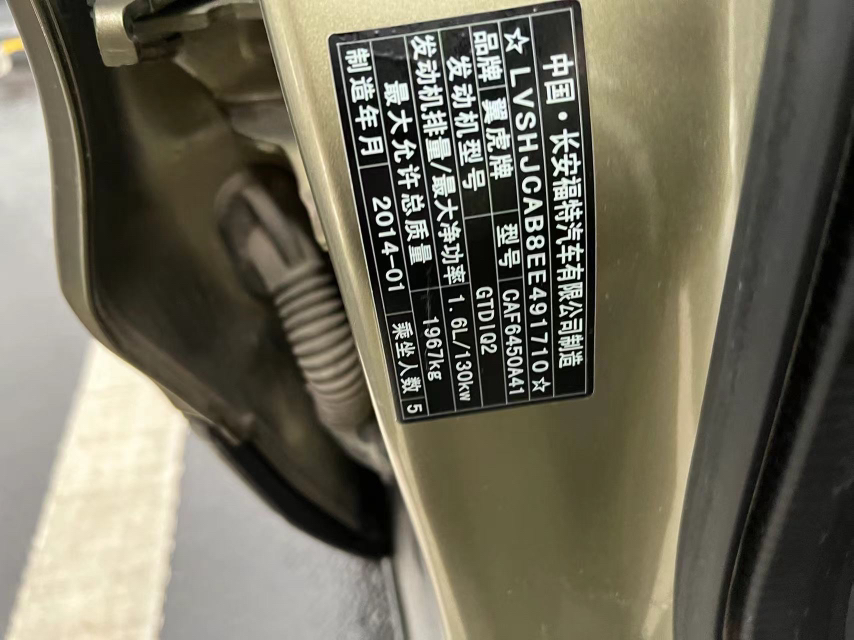 中国·长安福特汽车有限公司制造
☆LVSHJCAB8EE491710☆
品牌 翼虎牌 型号 CAF6450A41
发动机型号 GTDIQ2
发动机排量/最大净功率 1.6L/130kw
最大允许总质量 1967kg
制造年月 2014-01 乘坐人数 5